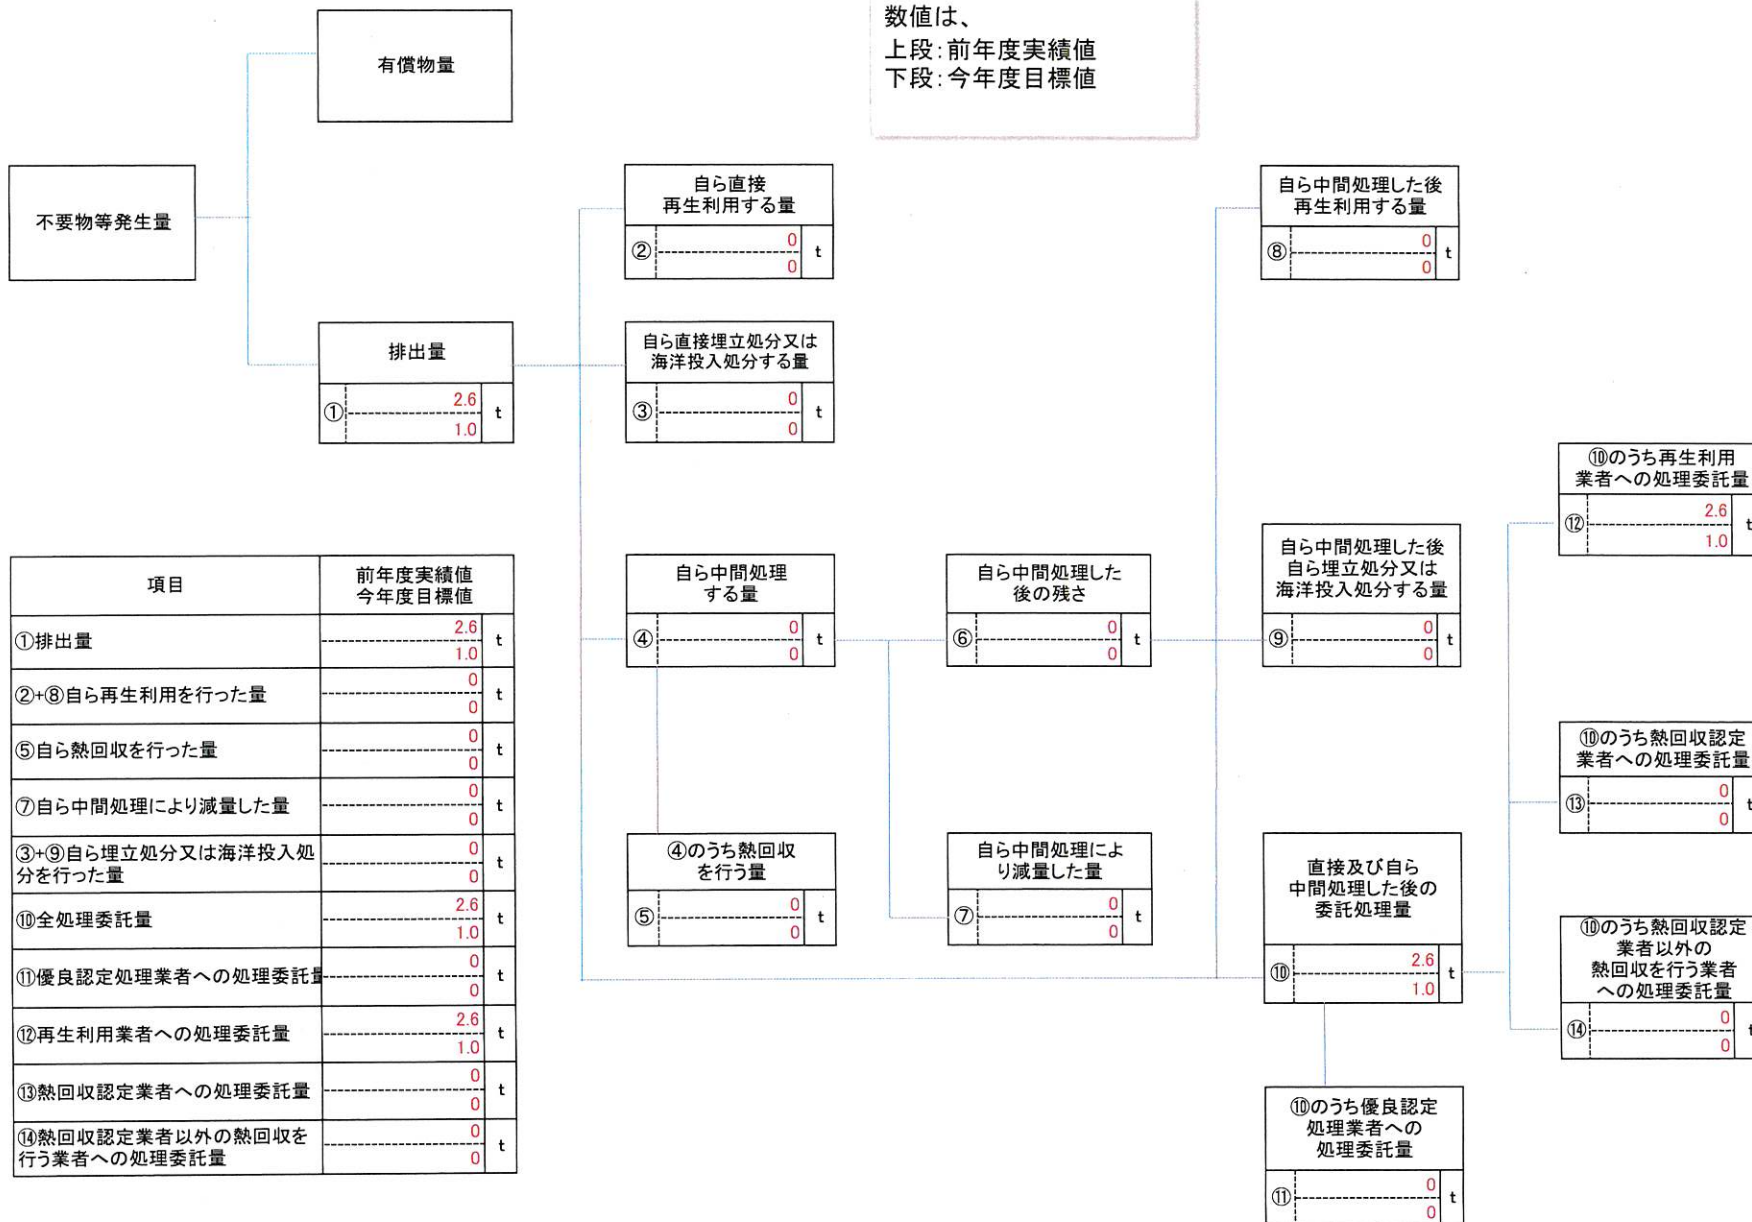 数値は、
上段:前年度実績値
下段:今年度目標値
有償物量
不要物等発生量
排出量
① 2.6 t
1.0
自ら直接
再生利用する量
② 0 t
0
自ら直接埋立処分又は
海洋投入処分する量
③ 0 t
0
自ら中間処理
する量
④ 0 t
0
④のうち熱回収
を行う量
⑤ 0 t
0
自ら中間処理した
後の残さ
⑥ 0 t
0
自ら中間処理によ
り減量した量
⑦ 0 t
0
自ら中間処理した後
再生利用する量
⑧ 0 t
0
自ら中間処理した後
自ら埋立処分又は
海洋投入処分する量
⑨ 0 t
0
直接及び自ら
中間処理した後の
委託処理量
⑩ 2.6 t
1.0
⑩のうち優良認定
処理業者への
処理委託量
⑪ 0 t
0
⑩のうち再生利用
業者への処理委託量
⑫ 2.6 t
1.0
⑩のうち熱回収認定
業者への処理委託量
⑬ 0 t
0
⑩のうち熱回収認定
業者以外の
熱回収を行う業者
への処理委託量
⑭ 0 t
0
項目 前年度実績値
今年度目標値
①排出量 2.6 t
1.0
②+⑧自ら再生利用を行った量 0 t
0
⑤自ら熱回収を行った量 0 t
0
⑦自ら中間処理により減量した量 0 t
0
③+⑨自ら埋立処分又は海洋投入処
分を行った量 0 t
0
⑩全処理委託量 2.6 t
1.0
⑪優良認定処理業者への処理委託量 0 t
0
⑫再生利用業者への処理委託量 2.6 t
1.0
⑬熱回収認定業者への処理委託量 0 t
0
⑭熱回収認定業者以外の熱回収を
行う業者への処理委託量 0 t
0